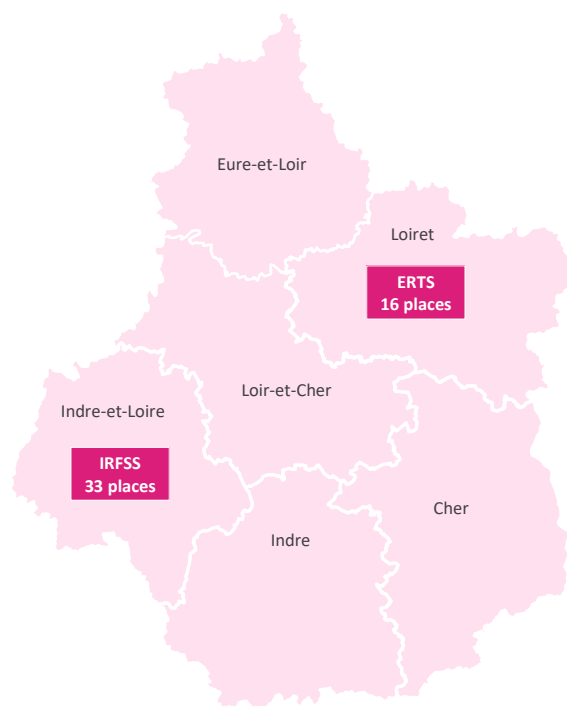 Eure-et-Loir
Loiret
ERTS
16 places
Loir-et-Cher
Indre-et-Loire
IRFSS
33 places
Cher
Indre